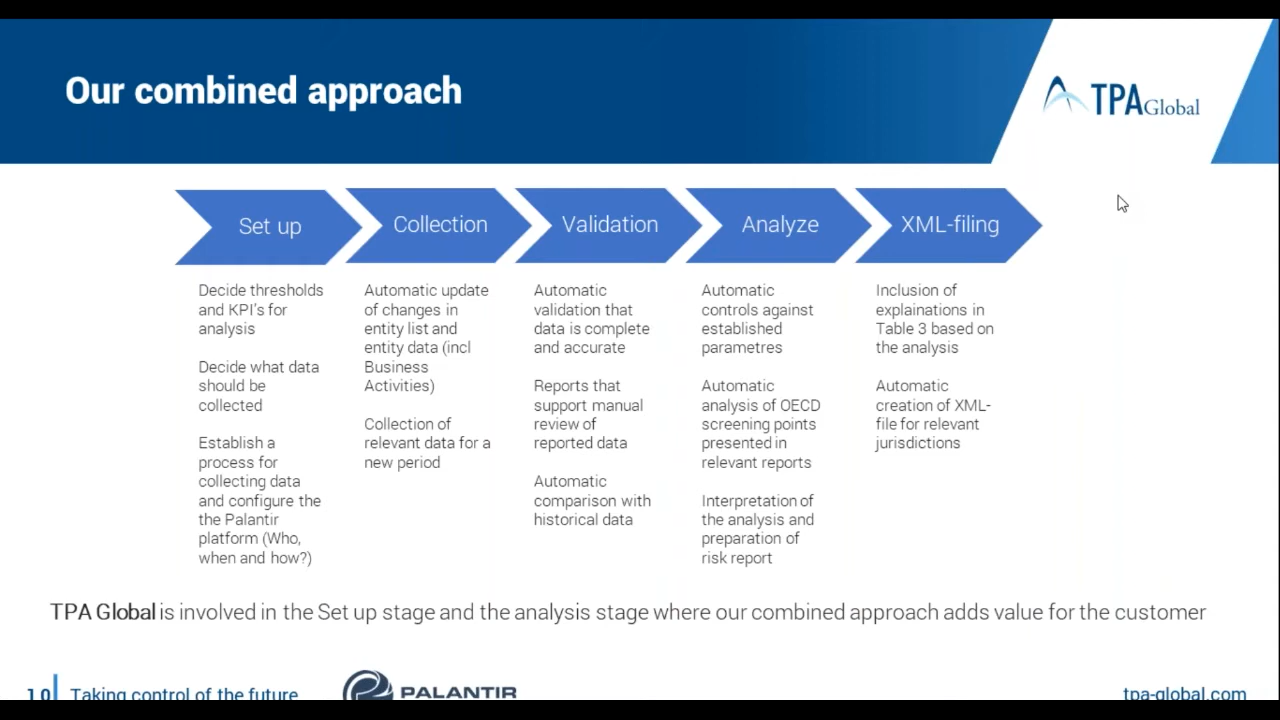 Our combined approach
TPA Global
Set up
Collection
Validation
Analyze
XML-filing
Decide thresholds
and KPI's for
analysis
Decide what data
should be
collected
Establish a
process for
collecting data
and configure the
the Palantir
platform (Who,
when and how?)
Automatic update
of changes in
entity list and
entity data (incl
Business
Activities)
Collection of
relevant data for a
new period
Automatic
validation that
data is complete
and accurate
Reports that
support manual
review of
reported data
Automatic
comparison with
historical data
Automatic
controls against
established
parametres
Automatic
analysis of OECD
screening points
presented in
relevant reports
Interpretation of
the analysis and
preparation of
risk report
Inclusion of
explainations in
Table 3 based on
the analysis
Automatic
creation of XML-
file for relevant
jurisdictions
TPA Global is involved in the Set up stage and the analysis stage where our combined approach adds value for the customer
10
Taking control of the future
PALANTIR
tpa-global.com